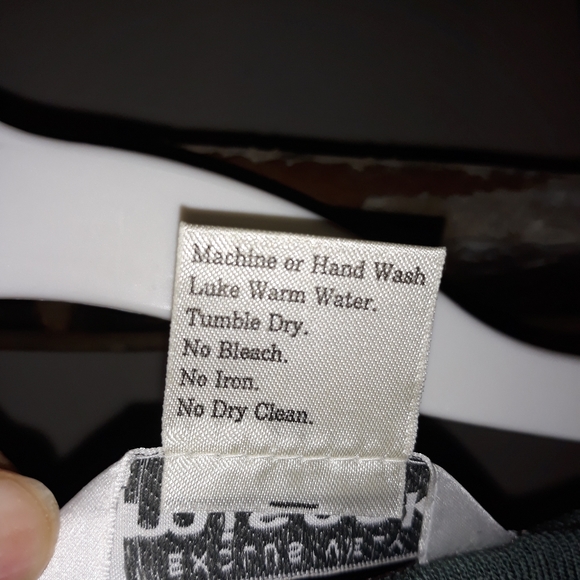 Machine or Hand Wash
Luke Warm Water.
Tumble Dry.
No Bleach.
No Iron.
No Dry Clean.